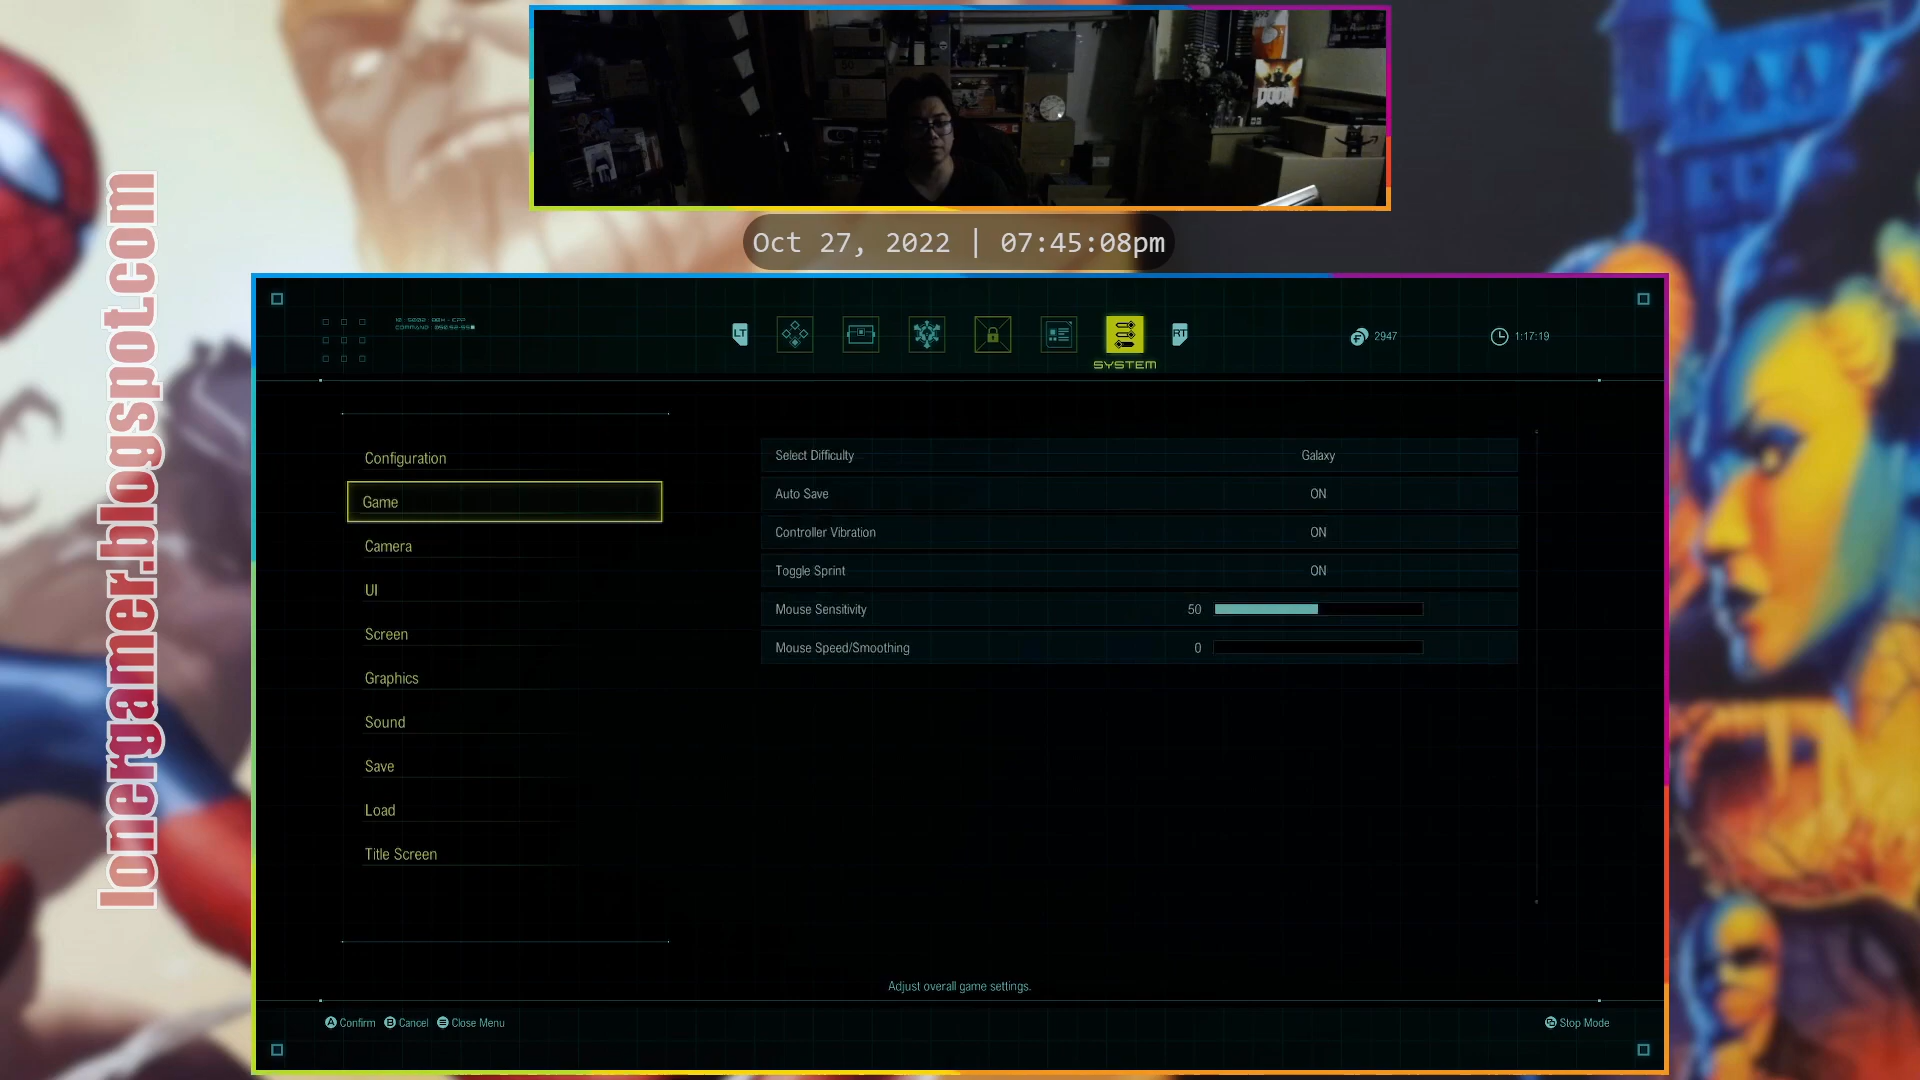 Oct 27, 2022 | 07:45:08pm
lonergamer.blogspot.com
LT
RT
SYSTEM
2947
1:17:19
Configuration
Game
Camera
UI
Screen
Graphics
Sound
Save
Load
Title Screen
Select Difficulty Galaxy
Auto Save ON
Controller Vibration ON
Toggle Sprint ON
Mouse Sensitivity 50
Mouse Speed/Smoothing 0
Adjust overall game settings.
A Confirm B Cancel Close Menu
Stop Mode